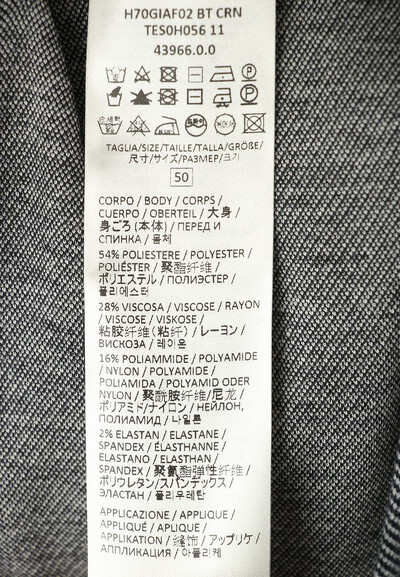 H70GIAF02 BT CRN
TES0H056 11
43966.0.0
TAGLIA/SIZE/TAILLE/TALLA/GRÖßE/
尺寸/サイズ/РАЗМЕР/크기
50
CORPO / BODY / CORPS /
CUERPO / OBERTEIL / 大身 /
身ごろ (本体) / ПЕРЕД И
СПИНКА / 몸체
54% POLIESTERE / POLYESTER /
POLIÉSTER / 聚酯纤维 /
ポリエステル / ПОЛИЭСТЕР /
폴리에스터
28% VISCOSA / VISCOSE / RAYON
/ VISCOSE / VISKOSE /
粘胶纤维(粘纤) / レーヨン /
ВИСКОЗА / 레이온
16% POLIAMMIDE / POLYAMIDE
/ NYLON / POLYAMIDE /
POLIAMIDA / POLYAMID ODER
NYLON / 聚酰胺纤维/尼龙 /
ポリアミド/ナイロン / НЕЙЛОН,
ПОЛИАМИД / 나일론
2% ELASTAN / ELASTANE /
SPANDEX / ÉLASTHANNE /
ELASTANO / ELASTHAN /
SPANDEX / 聚氨酯弹性纤维 /
ポリウレタン/スパンデックス /
ЭЛАСТАН / 폴리우레탄
APPLICAZIONE / APPLIQUE /
APPLIQUÉ / APLIQUE /
APPLIKATION / 缝饰 / アップリケ /
АППЛИКАЦИЯ / 아플리케